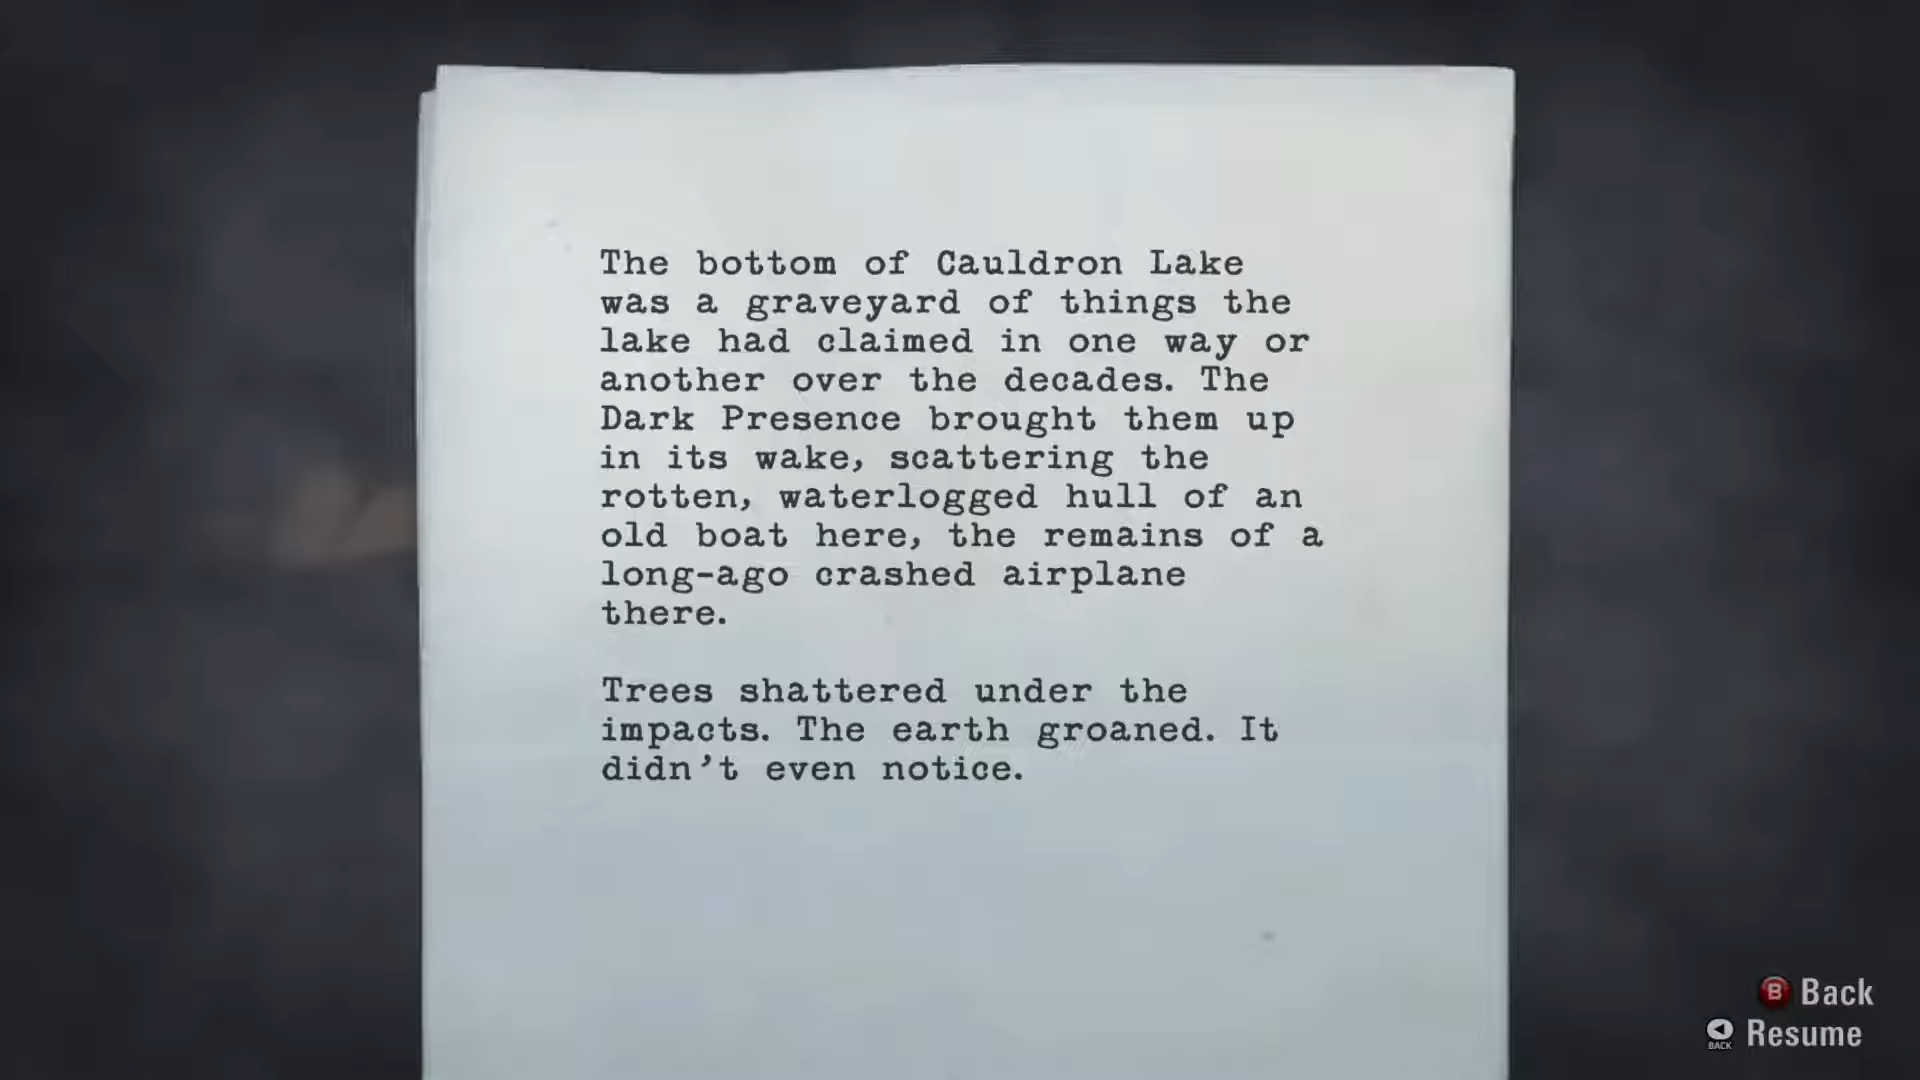 The bottom of Cauldron Lake
was a graveyard of things the
lake had claimed in one way or
another over the decades. The
Dark Presence brought them up
in its wake, scattering the
rotten, waterlogged hull of an
old boat here, the remains of a
long-ago crashed airplane
there.
Trees shattered under the
impacts. The earth groaned. It
didn't even notice.
B Back
BACK Resume